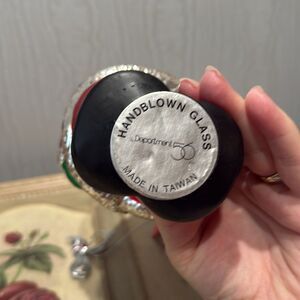 HANDBLOWN GLASS
Department 56
MADE IN TAIWAN